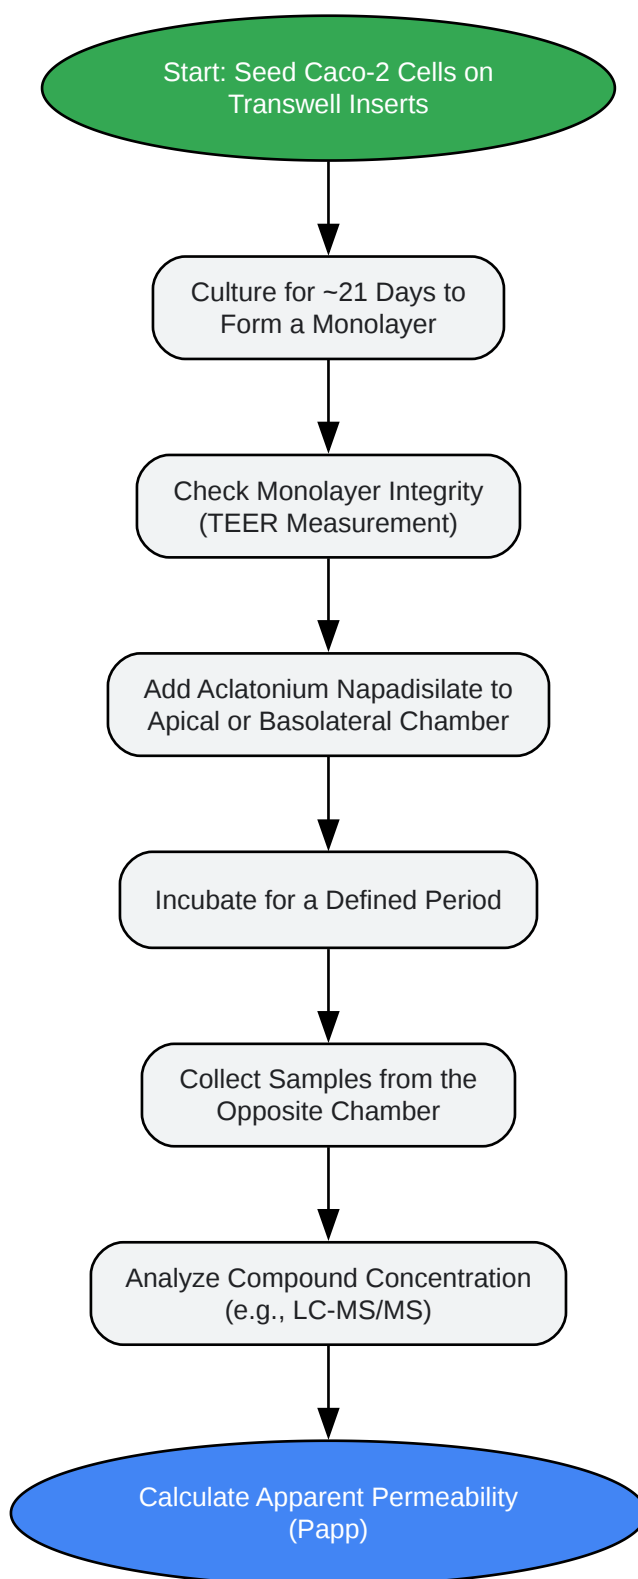 Start: Seed Caco-2 Cells on
Transwell Inserts
Culture for ~21 Days to
Form a Monolayer
Check Monolayer Integrity
(TEER Measurement)
Add Aclatonium Napadisilate to
Apical or Basolateral Chamber
Incubate for a Defined Period
Collect Samples from the
Opposite Chamber
Analyze Compound Concentration
(e.g., LC-MS/MS)
Calculate Apparent Permeability
(Papp)